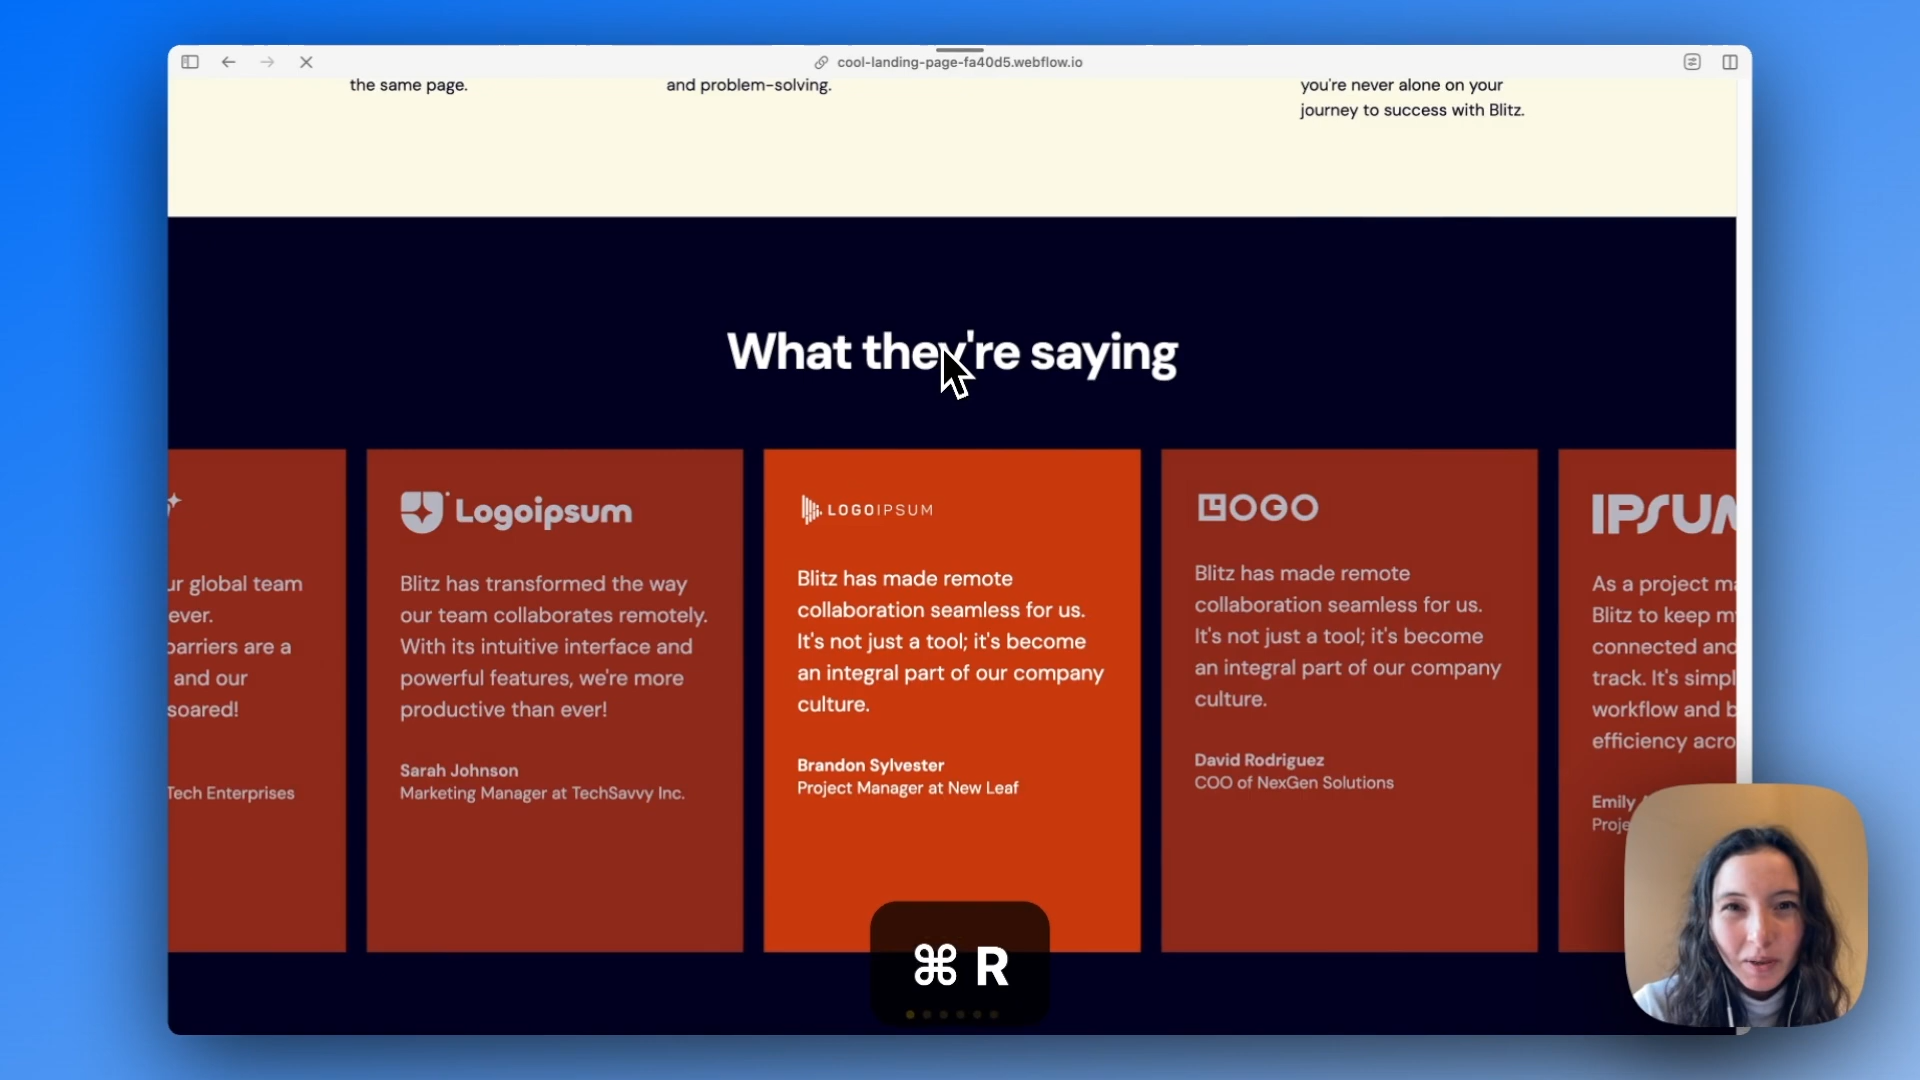 cool-landing-page-fa40d5.webflow.io
the same page.
and problem-solving.
you're never alone on your
journey to success with Blitz.
What they're saying
ur global team
ever.
barriers are a
and our
soared!
Tech Enterprises
Logoipsum
Blitz has transformed the way
our team collaborates remotely.
With its intuitive interface and
powerful features, we're more
productive than ever!
Sarah Johnson
Marketing Manager at TechSavvy Inc.
LOGOIPSUM
Blitz has made remote
collaboration seamless for us.
It's not just a tool; it's become
an integral part of our company
culture.
Brandon Sylvester
Project Manager at New Leaf
LOGO
Blitz has made remote
collaboration seamless for us.
It's not just a tool; it's become
an integral part of our company
culture.
David Rodriguez
COO of NexGen Solutions
IPSUM
As a project ma
Blitz to keep m
connected and
track. It's simpl
workflow and b
efficiency acro
Emily
Proje
⌘ R